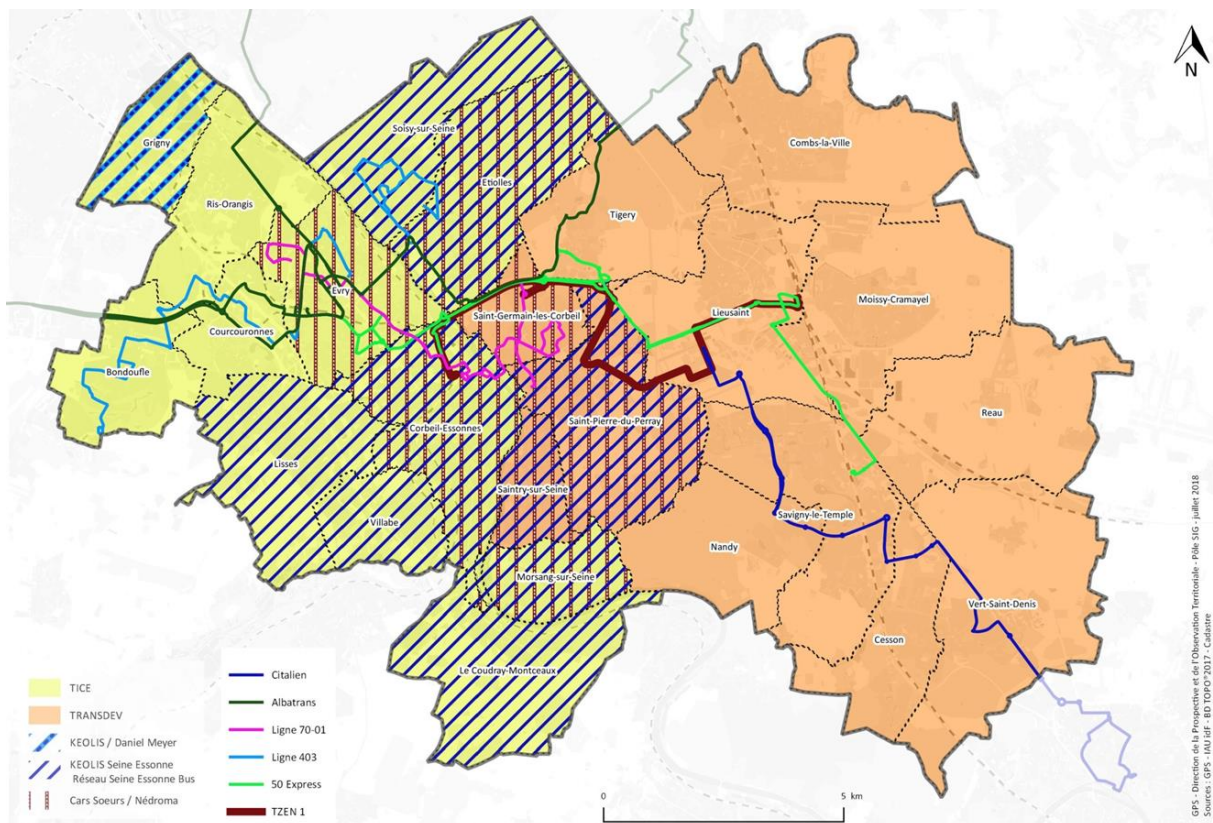 N
Combs-la-Ville
Soisy-sur-Seine
Grigny
Etiolles
Ris-Orangis
Tigery
Evry
Moissy-Cramayel
Lieusaint
Saint-Germain-les-Corbeil
Courcouronnes
Bondoufle
Reau
Saint-Pierre-du-Perray
Corbeil-Essonnes
Lisses
Saintry-sur-Seine
Savigny-le-Temple
Villabe
Nandy
Morsang-sur-Seine
Vert-Saint-Denis
Cesson
Le Coudray-Montceaux
TICE
TRANSDEV
KEOLIS / Daniel Meyer
KEOLIS Seine Essonne
Réseau Seine Essonne Bus
Cars Soeurs / Nédroma
Citalien
Albatrans
Ligne 70-01
Ligne 403
50 Express
TZEN 1
0
5 km
GPS - Direction de la Prospective et de l'Observation Territoriale - Pôle SIG - juillet 2018
Sources : GPS - IAU îdF - BD TOPO®2017 - Cadastre